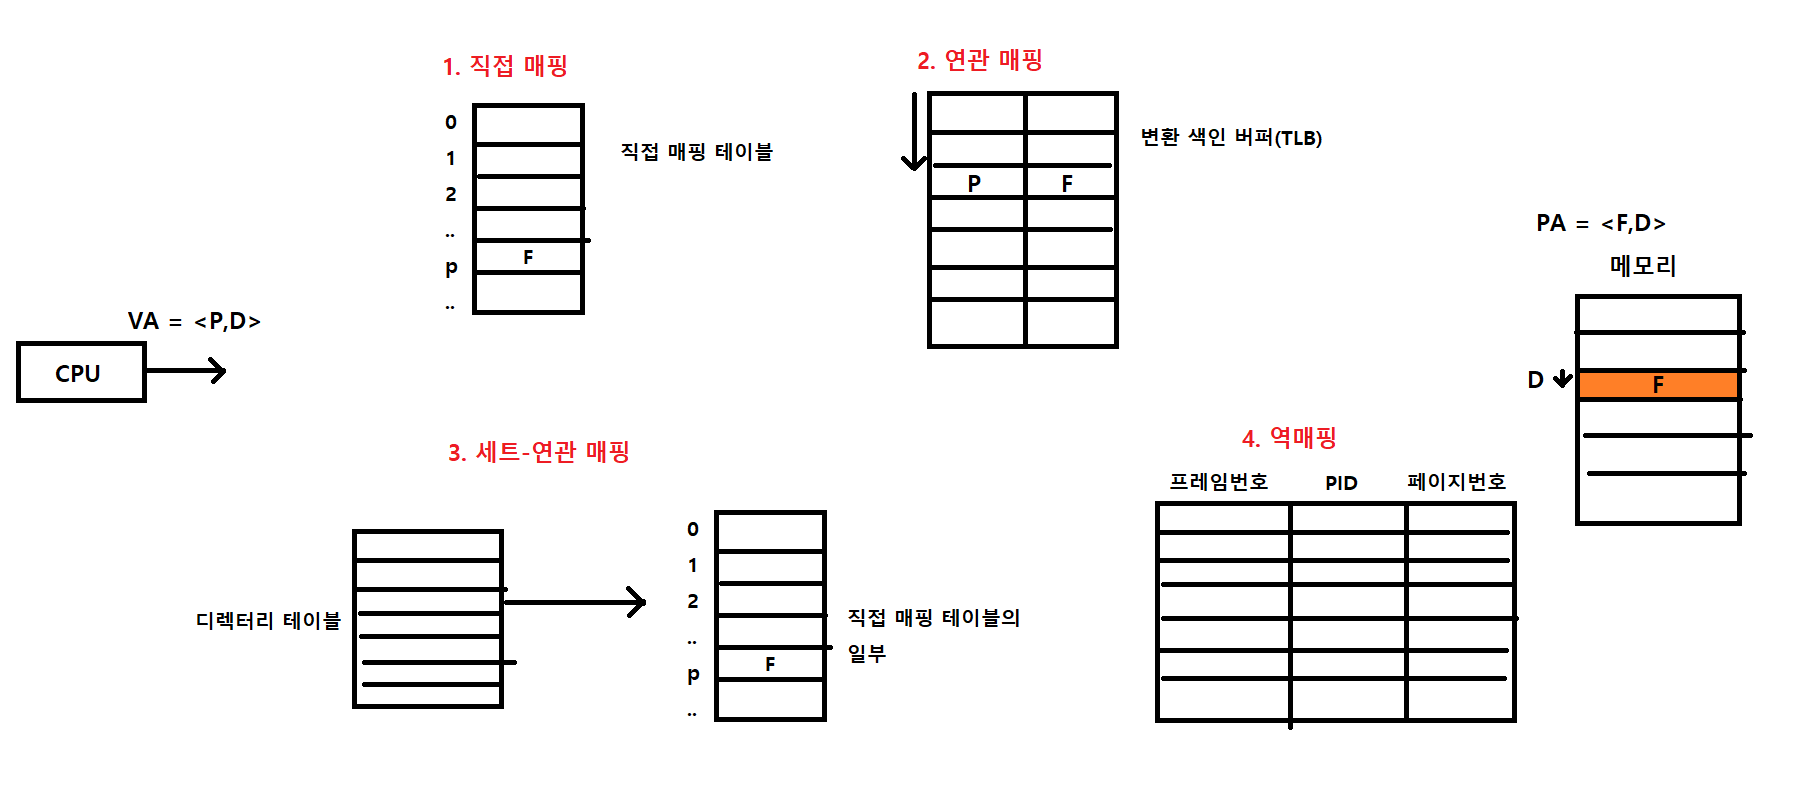 1. 직접 매핑
0
1
2
..
p
..
F
직접 매핑 테이블
2. 연관 매핑
P F
변환 색인 버퍼(TLB)
VA = <P,D>
CPU
PA = <F,D>
메모리
D
F
3. 세트-연관 매핑
디렉터리 테이블
0
1
2
..
p
..
F
직접 매핑 테이블의
일부
4. 역매핑
프레임번호 PID 페이지번호